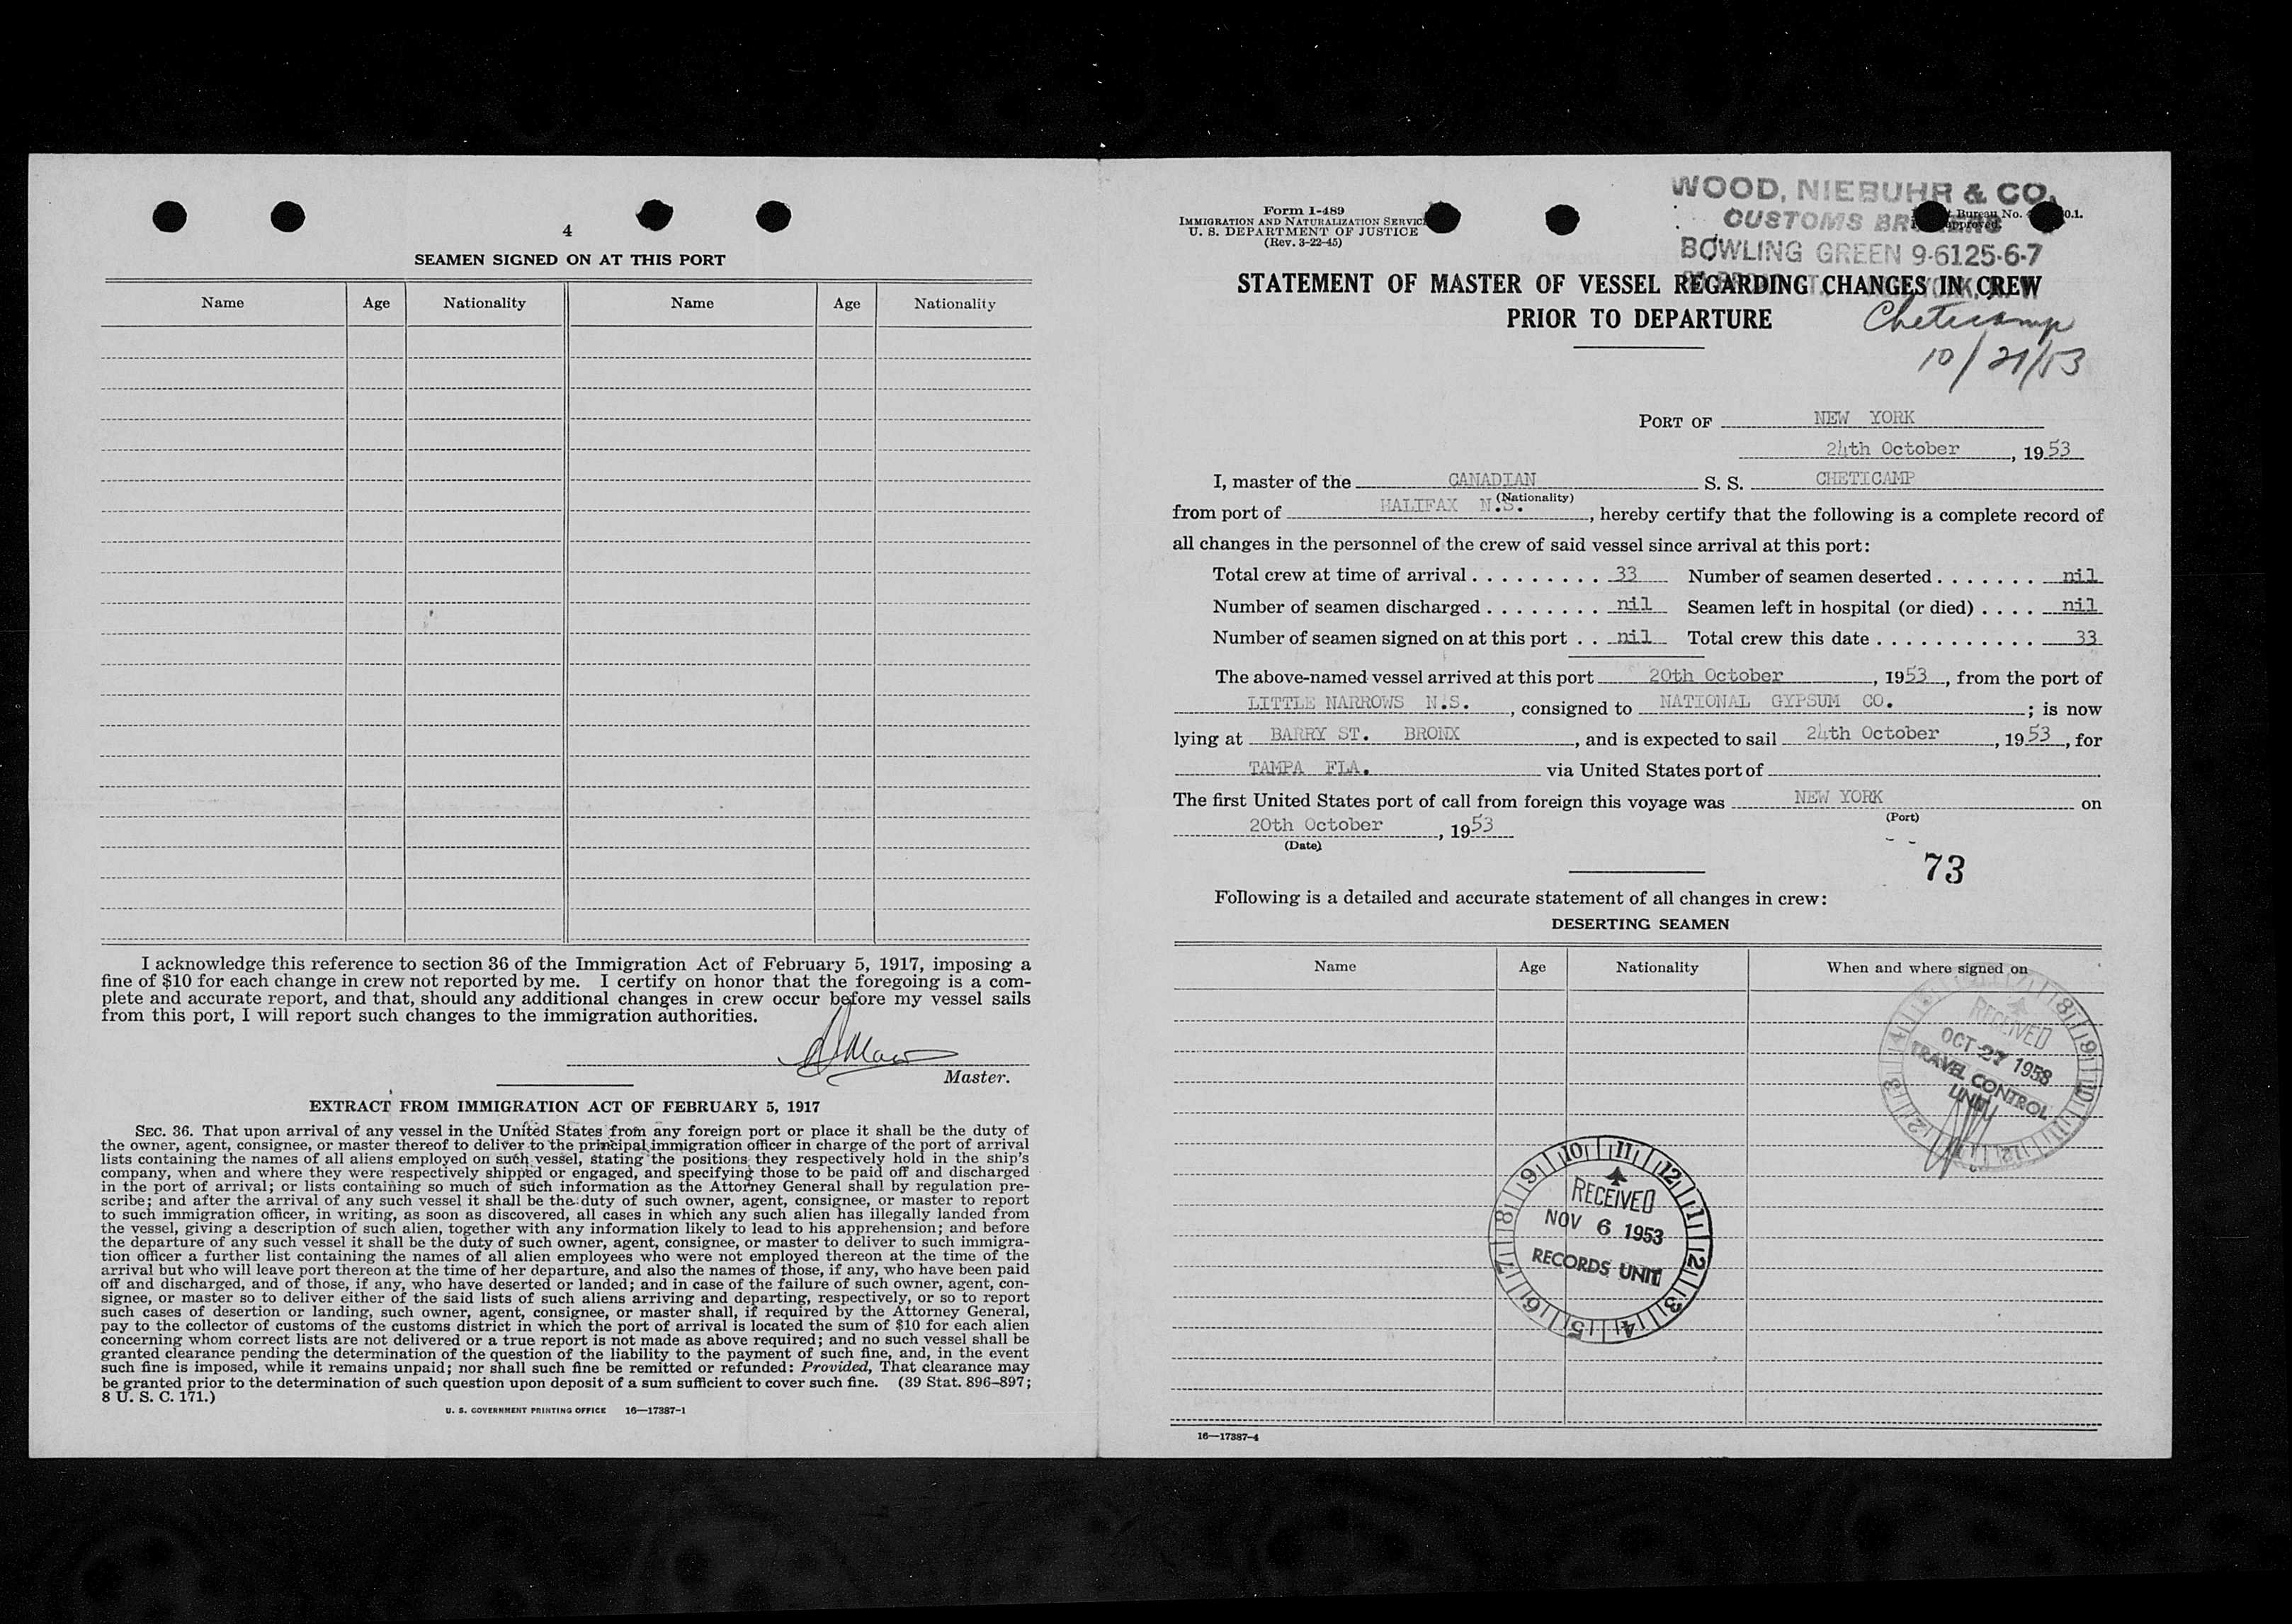 4
SEAMEN SIGNED ON AT THIS PORT
Name Age Nationality Name Age Nationality
I acknowledge this reference to section 36 of the Immigration Act of February 5, 1917, imposing a
fine of $10 for each change in crew not reported by me. I certify on honor that the foregoing is a com-
plete and accurate report, and that, should any additional changes in crew occur before my vessel sails
from this port, I will report such changes to the immigration authorities.
Master.
EXTRACT FROM IMMIGRATION ACT OF FEBRUARY 5, 1917
SEC. 36. That upon arrival of any vessel in the United States from any foreign port or place it shall be the duty of
the owner, agent, consignee, or master thereof to deliver to the principal immigration officer in charge of the port of arrival
lists containing the names of all aliens employed on such vessel, stating the positions they respectively hold in the ship's
company, when and where they were respectively shipped or engaged, and specifying those to be paid off and discharged
in the port of arrival; or lists containing so much of such information as the Attorney General shall by regulation pre-
scribe; and after the arrival of any such vessel it shall be the duty of such owner, agent, consignee, or master to report
to such immigration officer, in writing, as soon as discovered, all cases in which any such alien has illegally landed from
the vessel, giving a description of such alien, together with any information likely to lead to his apprehension; and before
the departure of any such vessel it shall be the duty of such owner, agent, consignee, or master to deliver to such immigra-
tion officer a further list containing the names of all alien employees who were not employed thereon at the time of the
arrival but who will leave port thereon at the time of her departure, and also the names of those, if any, who have been paid
off and discharged, and of those, if any, who have deserted or landed; and in case of the failure of such owner, agent, con-
signee, or master so to deliver either of the said lists of such aliens arriving and departing, respectively, or so to report
such cases of desertion or landing, such owner, agent, consignee, or master shall, if required by the Attorney General,
pay to the collector of customs of the customs district in which the port of arrival is located the sum of $10 for each alien
concerning whom correct lists are not delivered or a true report is not made as above required; and no such vessel shall be
granted clearance pending the determination of the question of the liability to the payment of such fine, and, in the event
such fine is imposed, while it remains unpaid; nor shall such fine be remitted or refunded: Provided, That clearance may
be granted prior to the determination of such question upon deposit of a sum sufficient to cover such fine. (39 Stat. 896–897;
8 U. S. C. 171.)
U. S. GOVERNMENT PRINTING OFFICE 16—17387-1
Form I-489
IMMIGRATION AND NATURALIZATION SERVICE
U. S. DEPARTMENT OF JUSTICE
(Rev. 3-22-45)
WOOD, NIEBUHR & CO.
CUSTOMS BROKERS
Bureau No.
approved.
BOWLING GREEN 9-6125-6-7
STATEMENT OF MASTER OF VESSEL REGARDING CHANGES IN CREW
PRIOR TO DEPARTURE
Cheticamp
10/21/53
PORT OF NEW YORK
24th October, 1953
I, master of the CANADIAN S. S. CHETICAMP
(Nationality)
from port of HALIFAX N.S., hereby certify that the following is a complete record of
all changes in the personnel of the crew of said vessel since arrival at this port:
Total crew at time of arrival . . . . . . . . . 33 Number of seamen deserted . . . . . . . nil
Number of seamen discharged . . . . . . . . nil Seamen left in hospital (or died) . . . . nil
Number of seamen signed on at this port . . nil Total crew this date . . . . . . . . . . . 33
The above-named vessel arrived at this port 20th October, 1953, from the port of
LITTLE NARROWS N.S., consigned to NATIONAL GYPSUM CO.; is now
lying at BARRY ST. BRONX, and is expected to sail 24th October, 1953, for
TAMPA FLA. via United States port of
The first United States port of call from foreign this voyage was NEW YORK on
(Port)
20th October, 1953
(Date)
73
Following is a detailed and accurate statement of all changes in crew:
DESERTING SEAMEN
Name Age Nationality When and where signed on
RECEIVED
OCT 27 1953
TRAVEL CONTROL
UNIT
10 11 12 1 2 3 4 5 6 7 8 9
RECEIVED
NOV 6 1953
RECORDS UNIT
16—17387-4